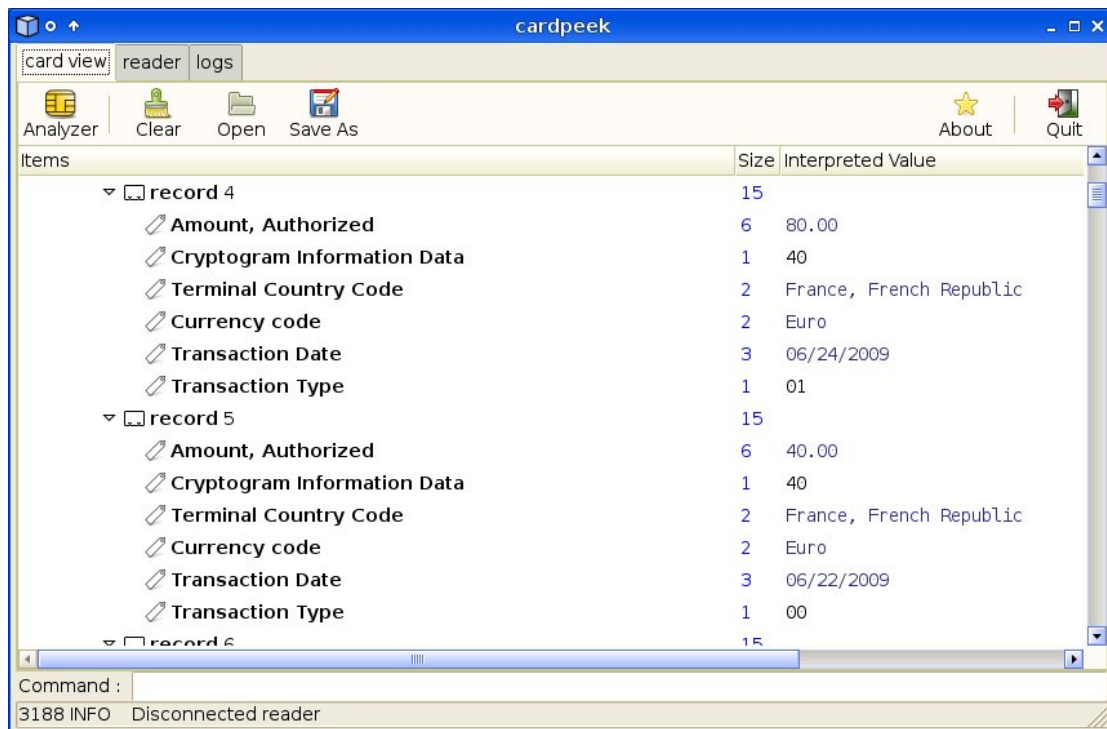 cardpeek
card view reader logs
Analyzer Clear Open Save As About Quit
Items Size Interpreted Value
record 4 15
Amount, Authorized 6 80.00
Cryptogram Information Data 1 40
Terminal Country Code 2 France, French Republic
Currency code 2 Euro
Transaction Date 3 06/24/2009
Transaction Type 1 01
record 5 15
Amount, Authorized 6 40.00
Cryptogram Information Data 1 40
Terminal Country Code 2 France, French Republic
Currency code 2 Euro
Transaction Date 3 06/22/2009
Transaction Type 1 00
record 6 15
Command :
3188 INFO Disconnected reader